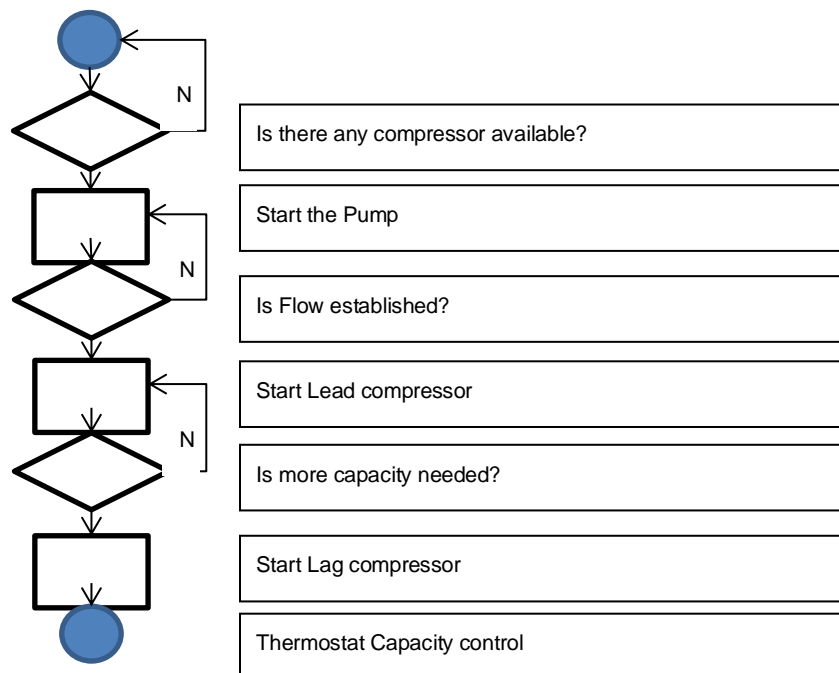 N
Is there any compressor available?
Start the Pump
N
Is Flow established?
Start Lead compressor
N
Is more capacity needed?
Start Lag compressor
Thermostat Capacity control